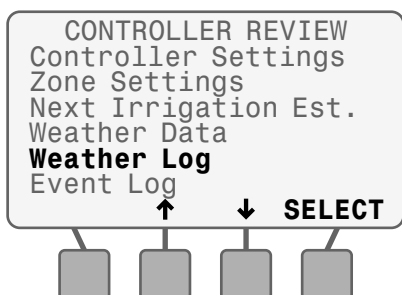 CONTROLLER REVIEW
Controller Settings
Zone Settings
Next Irrigation Est.
Weather Data
Weather Log
Event Log
↑ ↓ SELECT